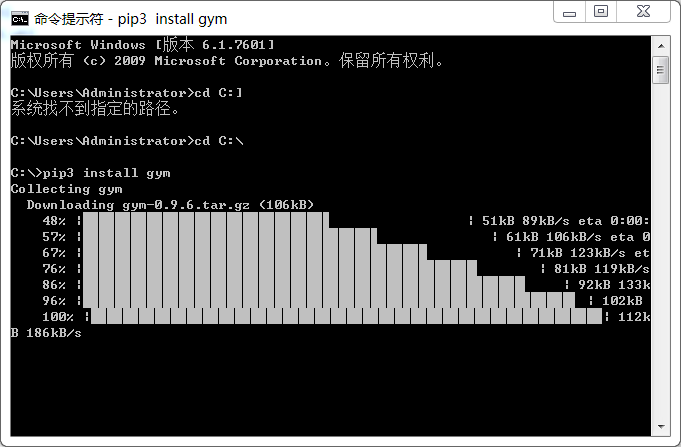 命令提示符 - pip3 install gym
Microsoft Windows [版本 6.1.7601]
版权所有 (c) 2009 Microsoft Corporation。保留所有权利。
C:\Users\Administrator>cd C:]
系统找不到指定的路径。
C:\Users\Administrator>cd C:\
C:\>pip3 install gym
Collecting gym
Downloading gym-0.9.6.tar.gz (106kB)
48% | | 51kB 89kB/s eta 0:00:
57% | | 61kB 106kB/s eta 0
67% | | 71kB 123kB/s et
76% | | 81kB 119kB/s
86% | | 92kB 133k
96% | | 102kB
100% | | 112k
B 186kB/s